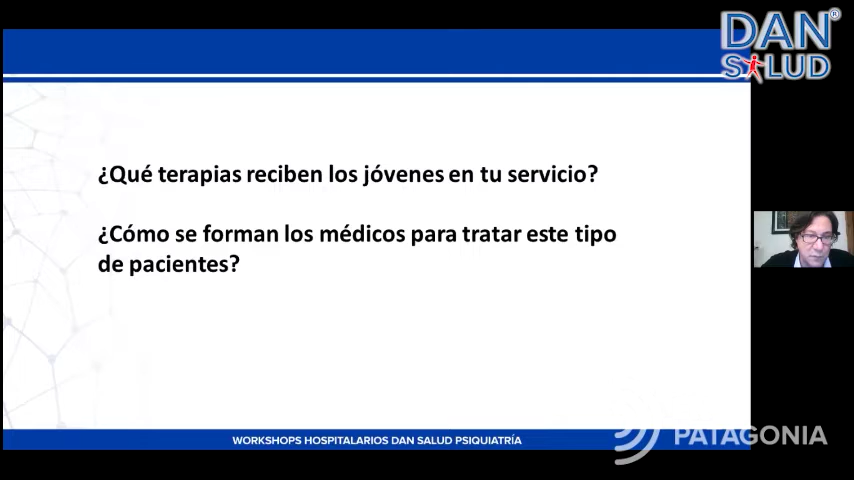 DAN®
SALUD
¿Qué terapias reciben los jóvenes en tu servicio?
¿Cómo se forman los médicos para tratar este tipo
de pacientes?
WORKSHOPS HOSPITALARIOS DAN SALUD PSIQUIATRÍA
PATAGONIA